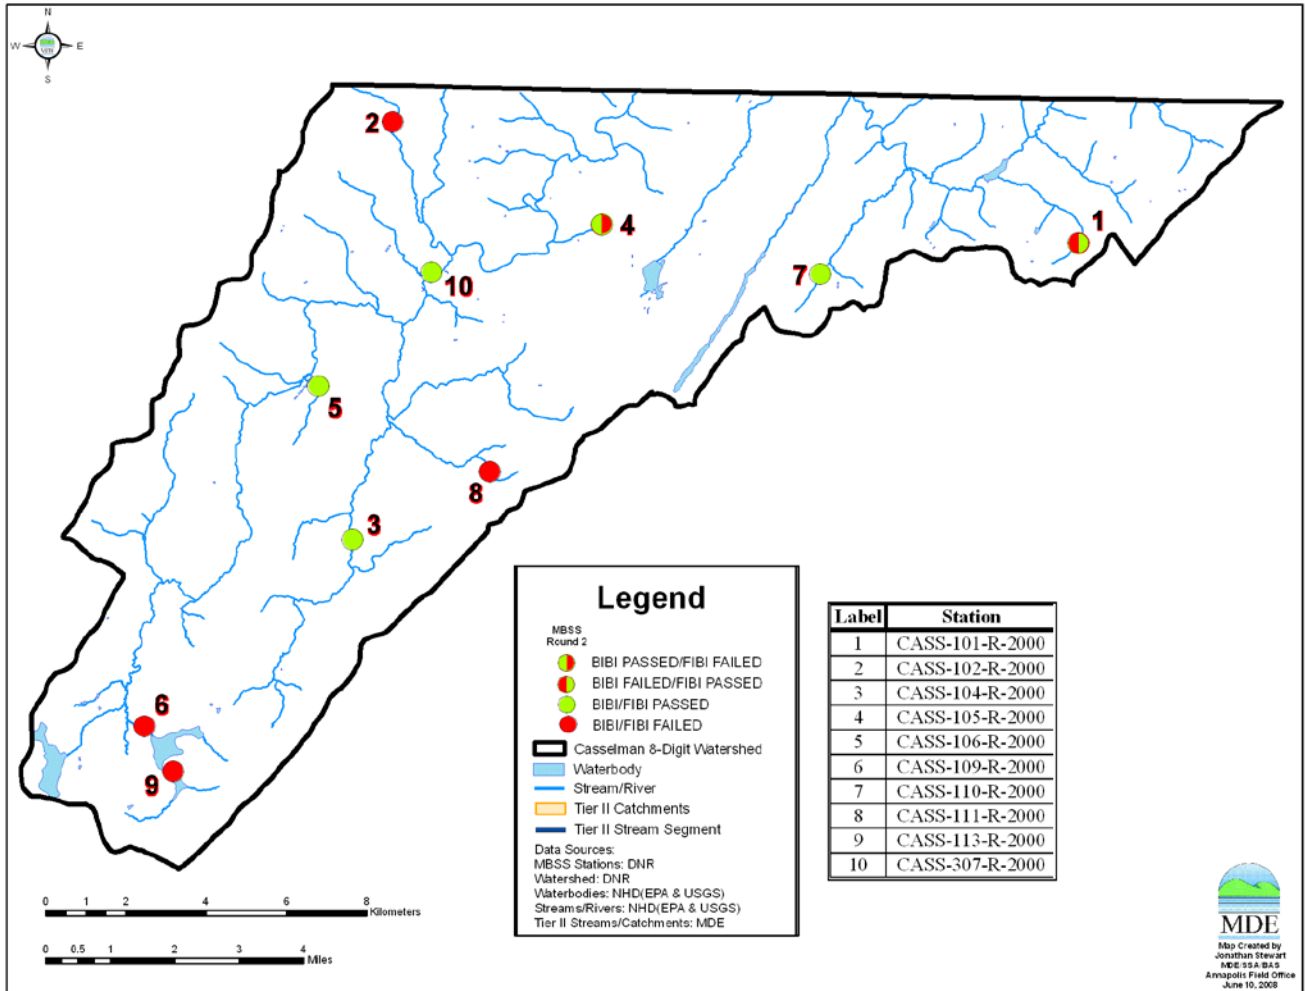 N
W E
S
2
4
1
10
7
5
8
3
6
9
Legend
MBSS
Round 2
BIBI PASSED/FIBI FAILED
BIBI FAILED/FIBI PASSED
BIBI/FIBI PASSED
BIBI/FIBI FAILED
Casselman 8-Digit Watershed
Waterbody
Stream/River
Tier II Catchments
Tier II Stream Segment
Data Sources:
MBSS Stations: DNR
Watershed: DNR
Waterbodies: NHD(EPA & USGS)
Streams/Rivers: NHD(EPA & USGS)
Tier II Streams/Catchments: MDE
Label Station
1 CASS-101-R-2000
2 CASS-102-R-2000
3 CASS-104-R-2000
4 CASS-105-R-2000
5 CASS-106-R-2000
6 CASS-109-R-2000
7 CASS-110-R-2000
8 CASS-111-R-2000
9 CASS-113-R-2000
10 CASS-307-R-2000
0 1 2 4 6 8
Kilometers
0 0.5 1 2 3 4
Miles
MDE
Map Created by
Jonathan Stewart
MDE/SSA/BAS
Annapolis Field Office
June 10, 2008